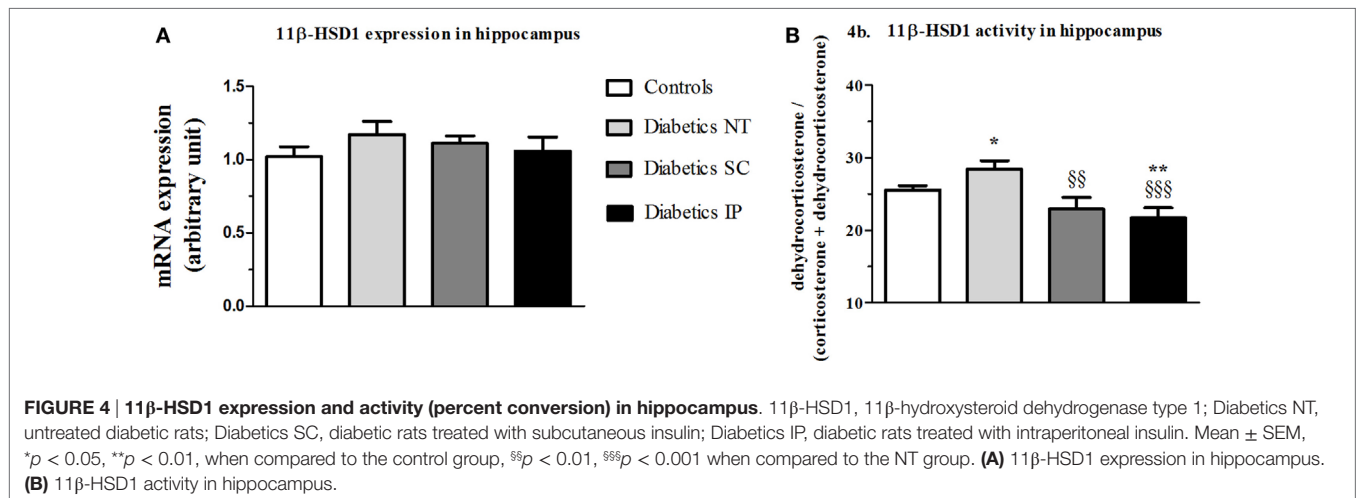 A
11β-HSD1 expression in hippocampus
mRNA expression
(arbitrary unit)
1.5
1.0
0.5
0.0
Controls
Diabetics NT
Diabetics SC
Diabetics IP
B
4b. 11β-HSD1 activity in hippocampus
dehydrocorticosterone /
(corticosterone + dehydrocorticosterone)
40
30
20
10
*
§§
**
§§§
FIGURE 4 | 11β-HSD1 expression and activity (percent conversion) in hippocampus. 11β-HSD1, 11β-hydroxysteroid dehydrogenase type 1; Diabetics NT,
untreated diabetic rats; Diabetics SC, diabetic rats treated with subcutaneous insulin; Diabetics IP, diabetic rats treated with intraperitoneal insulin. Mean ± SEM,
*p < 0.05, **p < 0.01, when compared to the control group, §§p < 0.01, §§§p < 0.001 when compared to the NT group. (A) 11β-HSD1 expression in hippocampus.
(B) 11β-HSD1 activity in hippocampus.